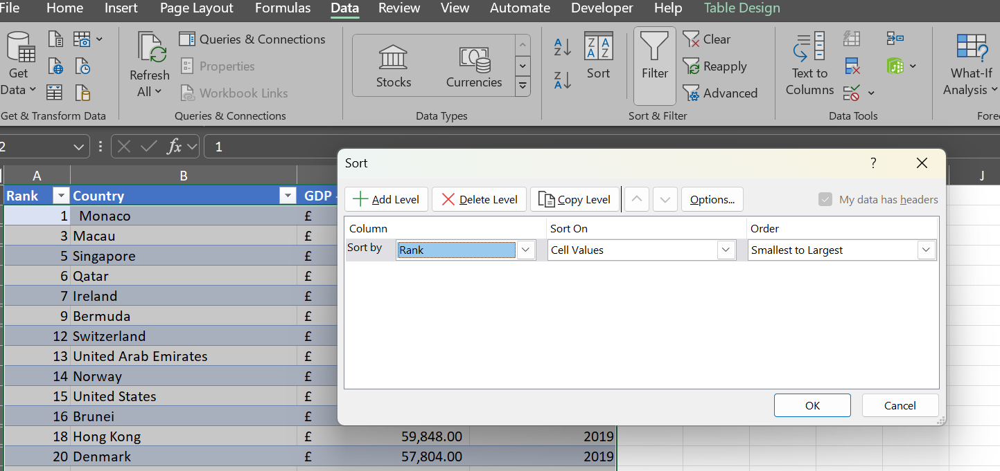 File Home Insert Page Layout Formulas Data Review View Automate Developer Help Table Design
Get
Data
Refresh
All
Queries & Connections
Properties
Workbook Links
Stocks
Currencies
A
Z
Z
A
Z A
A Z
Sort
Filter
Clear
Reapply
Advanced
Text to
Columns
What-If
Analysis
Get & Transform Data
Queries & Connections
Data Types
Sort & Filter
Data Tools
Fore
2
fx
1
A B J
Rank Country GDP -
1 Monaco £
3 Macau £
5 Singapore £
6 Qatar £
7 Ireland £
9 Bermuda £
12 Switzerland £
13 United Arab Emirates £
14 Norway £
15 United States £
16 Brunei £
18 Hong Kong £ 59,848.00 2019
20 Denmark £ 57,804.00 2019
Sort ?
Add Level Delete Level Copy Level Options... My data has headers
Column Sort On Order
Sort by Rank Cell Values Smallest to Largest
OK Cancel